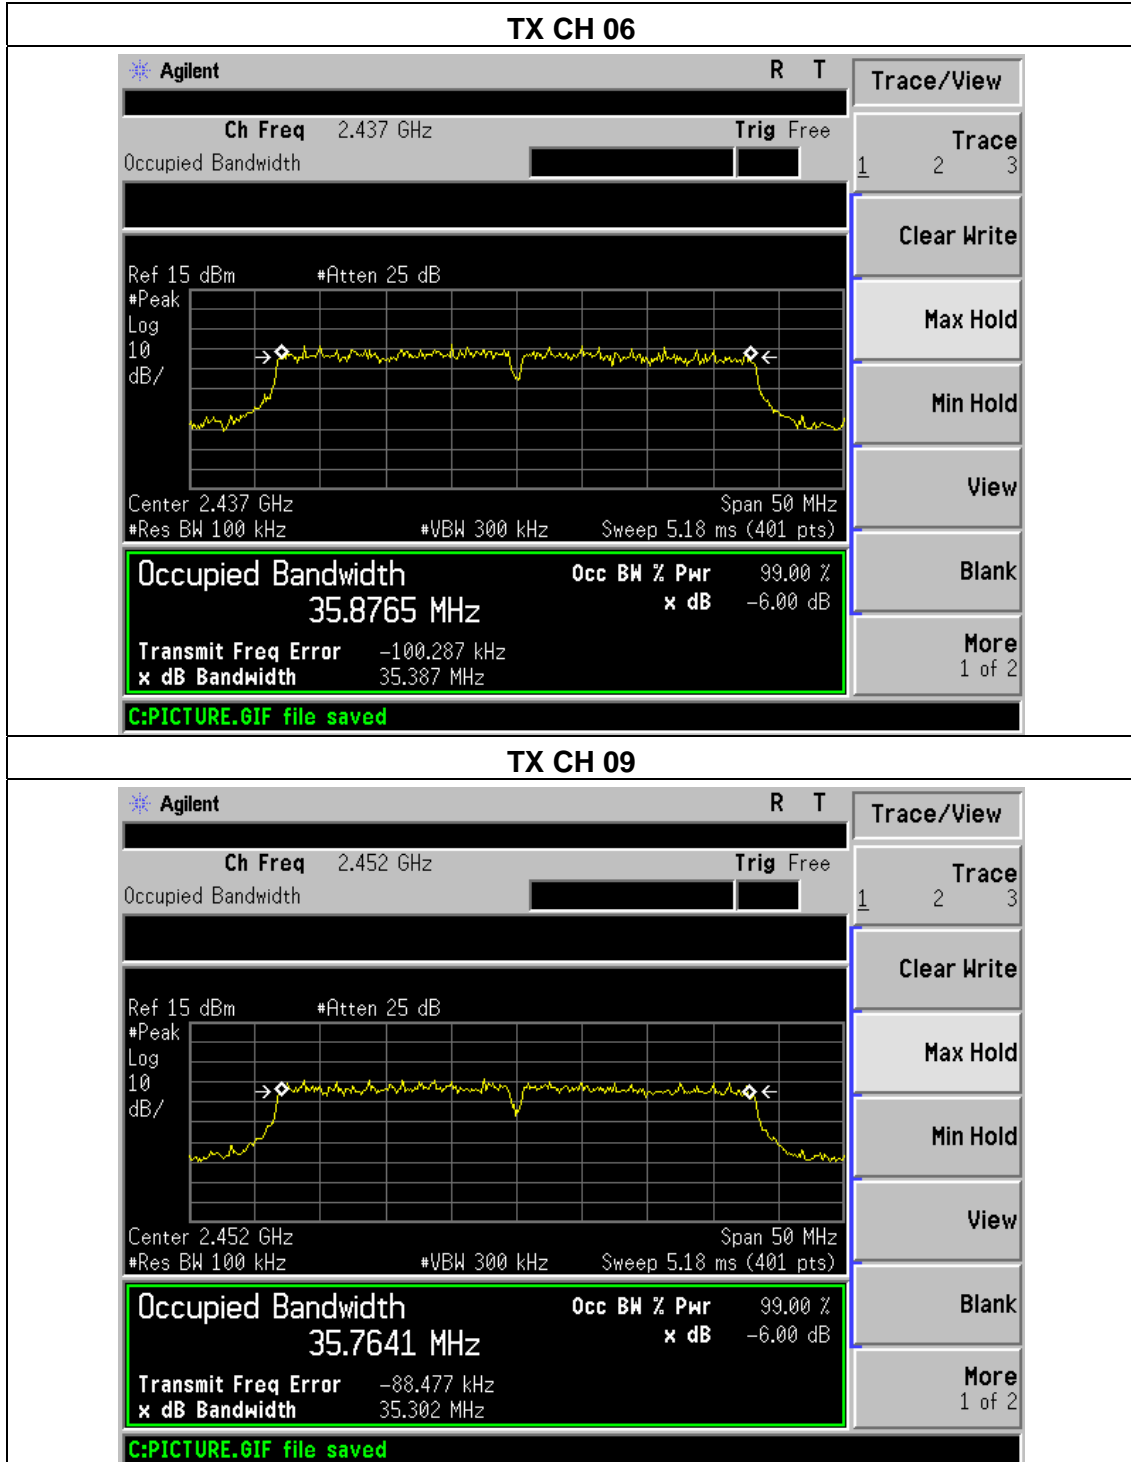 TX CH 06
Agilent R T Trace/View
Ch Freq 2.437 GHz Trig Free
Occupied Bandwidth
Trace
1 2 3
Clear Write
Ref 15 dBm #Atten 25 dB
#Peak
Log
10
dB/
Max Hold
Min Hold
View
Center 2.437 GHz Span 50 MHz
#Res BW 100 kHz #VBW 300 kHz Sweep 5.18 ms (401 pts)
Occupied Bandwidth Occ BW % Pwr 99.00 %
35.8765 MHz x dB -6.00 dB
Blank
Transmit Freq Error -100.287 kHz
x dB Bandwidth 35.387 MHz
More
1 of 2
C:PICTURE.GIF file saved
TX CH 09
Agilent R T Trace/View
Ch Freq 2.452 GHz Trig Free
Occupied Bandwidth
Trace
1 2 3
Clear Write
Ref 15 dBm #Atten 25 dB
#Peak
Log
10
dB/
Max Hold
Min Hold
View
Center 2.452 GHz Span 50 MHz
#Res BW 100 kHz #VBW 300 kHz Sweep 5.18 ms (401 pts)
Occupied Bandwidth Occ BW % Pwr 99.00 %
35.7641 MHz x dB -6.00 dB
Blank
Transmit Freq Error -88.477 kHz
x dB Bandwidth 35.302 MHz
More
1 of 2
C:PICTURE.GIF file saved